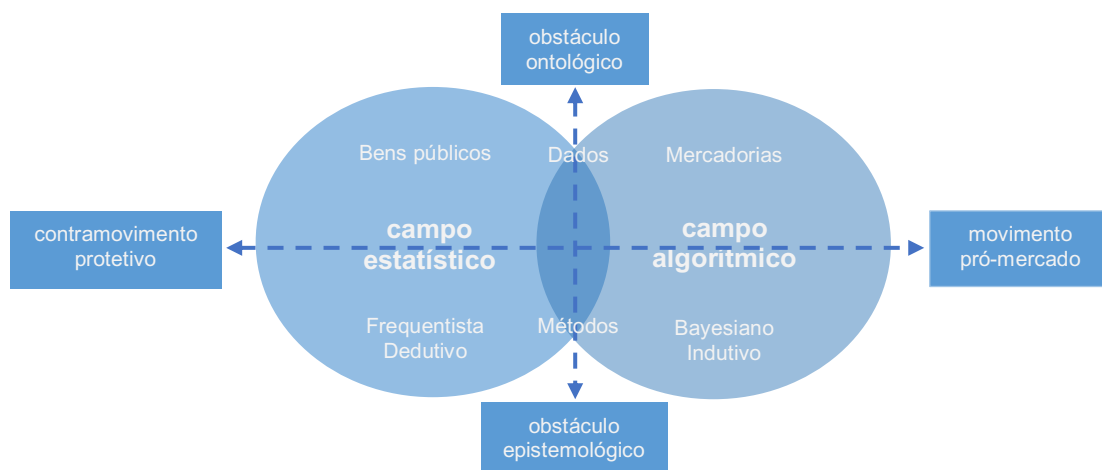 obstáculo
ontológico
Bens públicos
Dados
Mercadorias
contramovimento
protetivo
campo
estatístico
campo
algorítmico
movimento
pró-mercado
Frequentista
Dedutivo
Métodos
Bayesiano
Indutivo
obstáculo
epistemológico